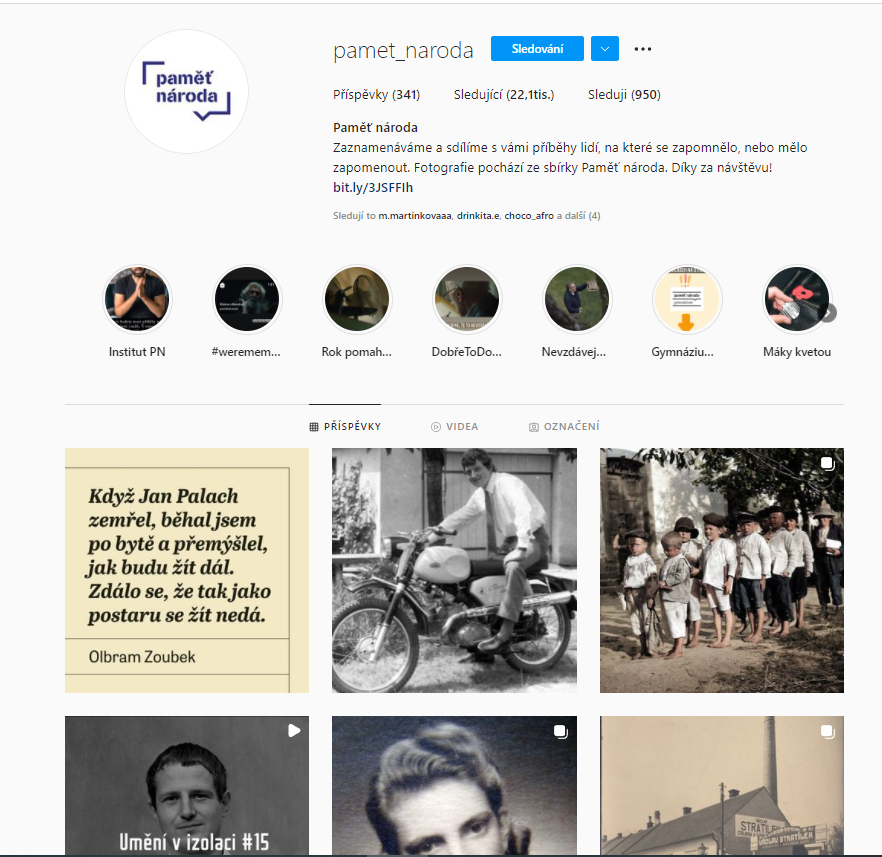 paměť
národa
pamet_naroda
Sledování
Příspěvky (341) Sledující (22,1tis.) Sleduji (950)
Paměť národa
Zaznamenáváme a sdílíme s vámi příběhy lidí, na které se zapomnělo, nebo mělo
zapomenout. Fotografie pochází ze sbírky Paměť národa. Díky za návštěvu!
bit.ly/3JSFFIh
Sledují to m.martinkovaaa, drinkita.e, choco_afro a další (4)
Institut PN
#werememe...
Rok pomah...
DobřeToDo...
Nevzdávej...
Gymnáziu...
Máky kvetou
PŘÍSPĚVKY
VIDEA
OZNAČENÍ
Když Jan Palach
zemřel, běhal jsem
po bytě a přemýšlel,
jak budu žít dál.
Zdálo se, že tak jako
postaru se žít nedá.
Olbram Zoubek
Umění v izolaci #15
STRATÍLEK
VÁCLAV STRATÍLEK